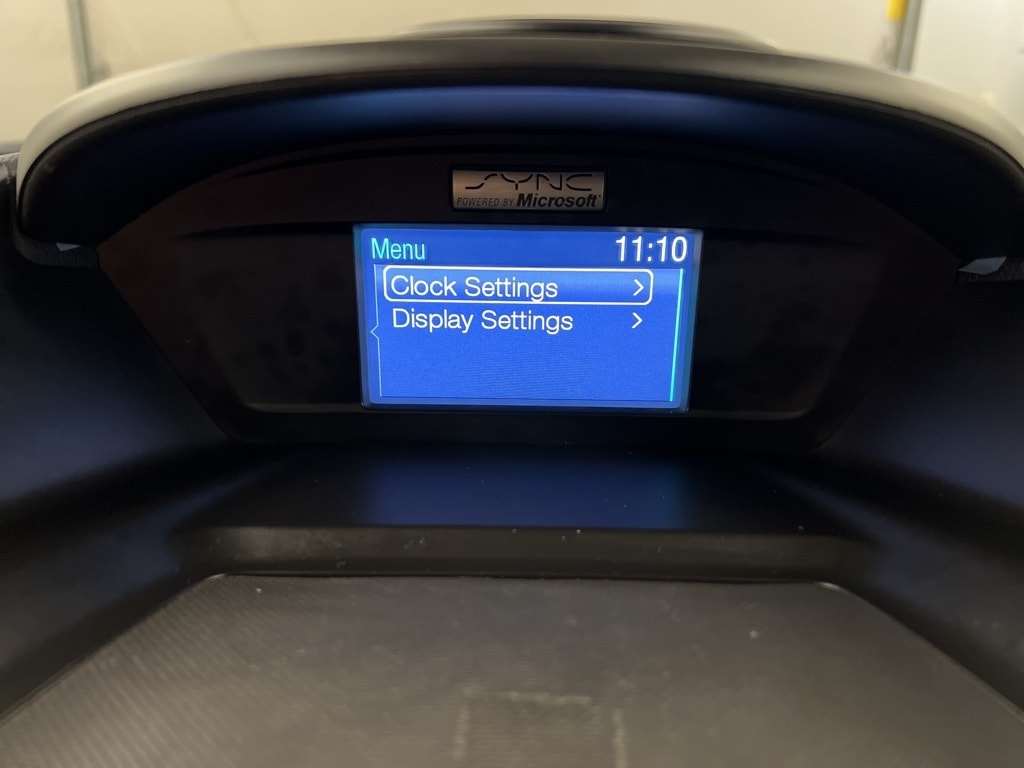 SYNC
POWERED BY Microsoft
Menu 11:10
Clock Settings >
Display Settings >